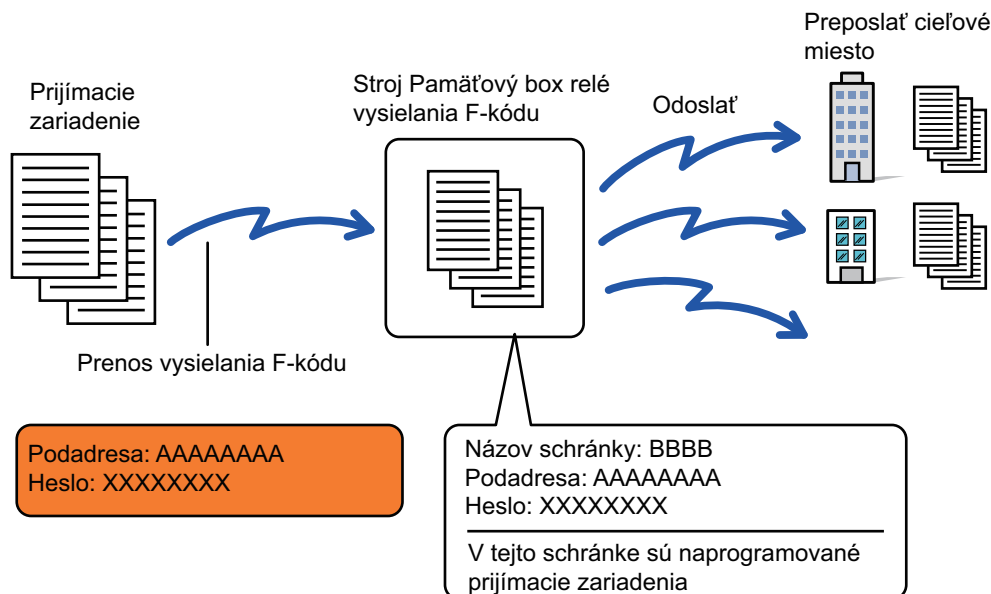 Prijímacie
zariadenie
Stroj Pamäťový box relé
vysielania F-kódu
Odoslať
Preposlať cieľové
miesto
Prenos vysielania F-kódu
Podadresa: AAAAAAAA
Heslo: XXXXXXXX
Názov schránky: BBBB
Podadresa: AAAAAAAA
Heslo: XXXXXXXX
V tejto schránke sú naprogramované
prijímacie zariadenia